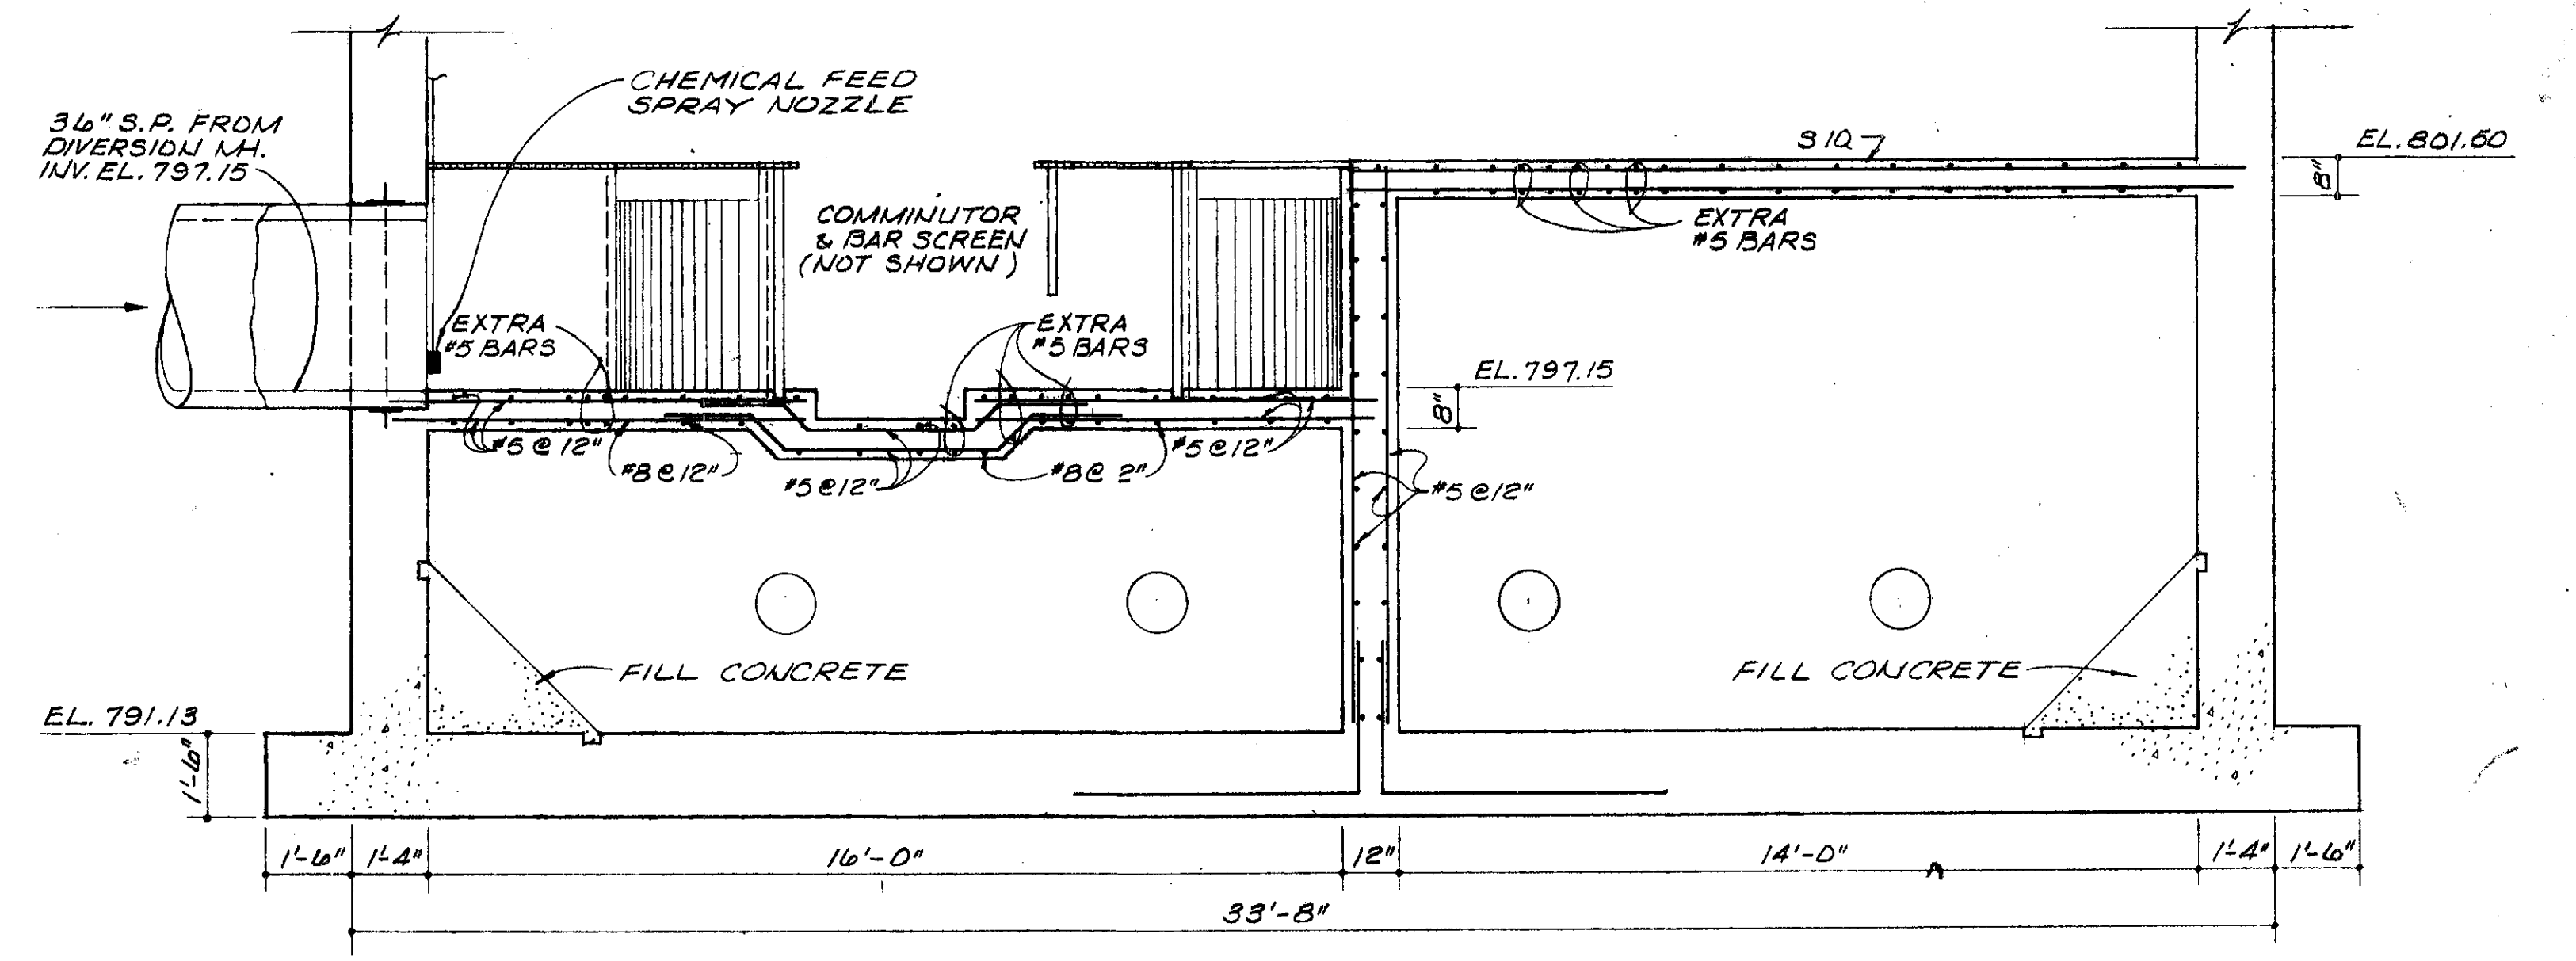 CHEMICAL FEED
SPRAY NOZZLE
36" S.P. FROM
DIVERSION MH.
INV. EL. 797.15
S1Q
EL. 801.50
8"
COMMINUTOR
& BAR SCREEN
(NOT SHOWN)
EXTRA
#5 BARS
EXTRA
#5 BARS
EXTRA
#5 BARS
EL. 797.15
8"
#5 @ 12"
#8 @ 12"
#5 @ 12"
#8 @ 2"
#5 @ 12"
#5 @ 12"
FILL CONCRETE
FILL CONCRETE
EL. 791.13
1'-6"
1'-6" 1'-4" 16'-0" 12" 14'-0" 1'-4" 1'-6"
33'-8"